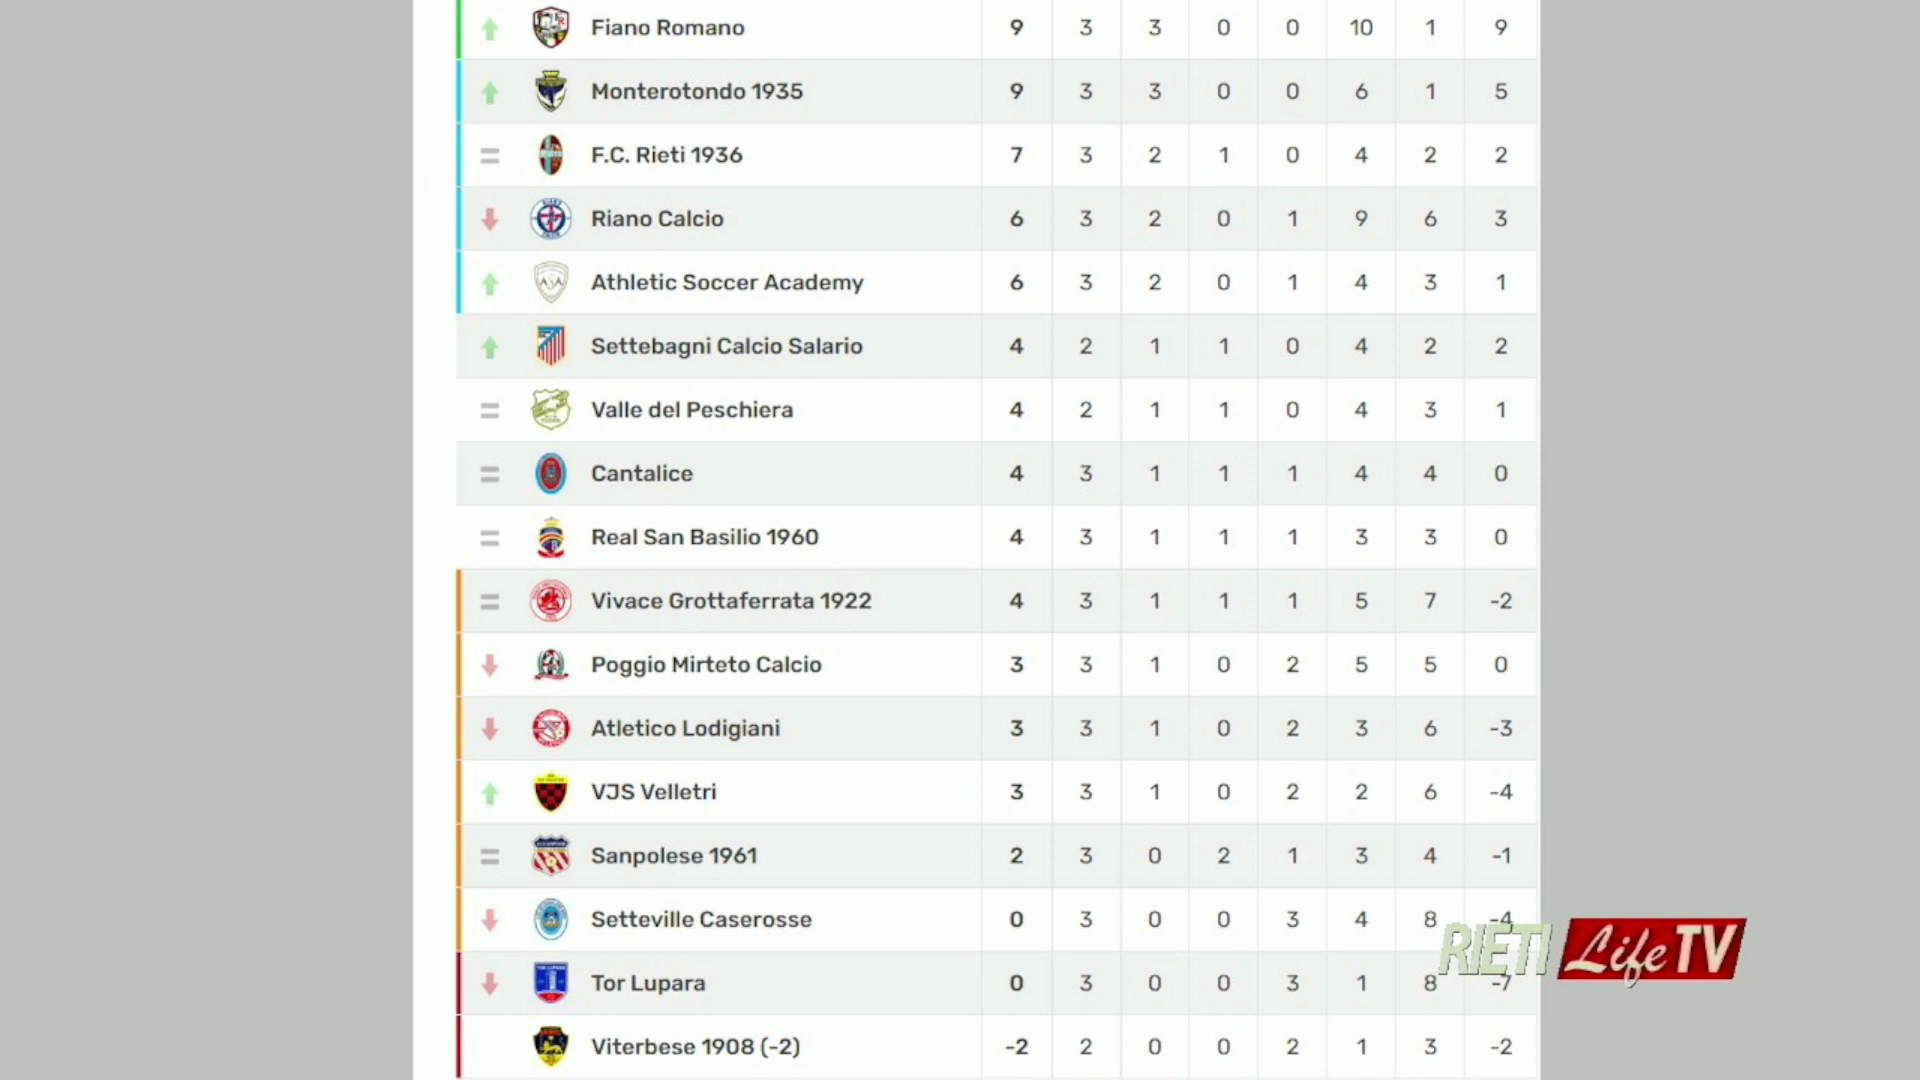 Fiano Romano 9 3 3 0 0 10 1 9
Monterotondo 1935 9 3 3 0 0 6 1 5
F.C. Rieti 1936 7 3 2 1 0 4 2 2
Riano Calcio 6 3 2 0 1 9 6 3
Athletic Soccer Academy 6 3 2 0 1 4 3 1
Settebagni Calcio Salario 4 2 1 1 0 4 2 2
Valle del Peschiera 4 2 1 1 0 4 3 1
Cantalice 4 3 1 1 1 4 4 0
Real San Basilio 1960 4 3 1 1 1 3 3 0
Vivace Grottaferrata 1922 4 3 1 1 1 5 7 -2
Poggio Mirteto Calcio 3 3 1 0 2 5 5 0
Atletico Lodigiani 3 3 1 0 2 3 6 -3
VJS Velletri 3 3 1 0 2 2 6 -4
Sanpolese 1961 2 3 0 2 1 3 4 -1
Setteville Caserosse 0 3 0 0 3 4 8 -4
RIETI Life TV
Tor Lupara 0 3 0 0 3 1 8 -7
Viterbese 1908 (-2) -2 2 0 0 2 1 3 -2